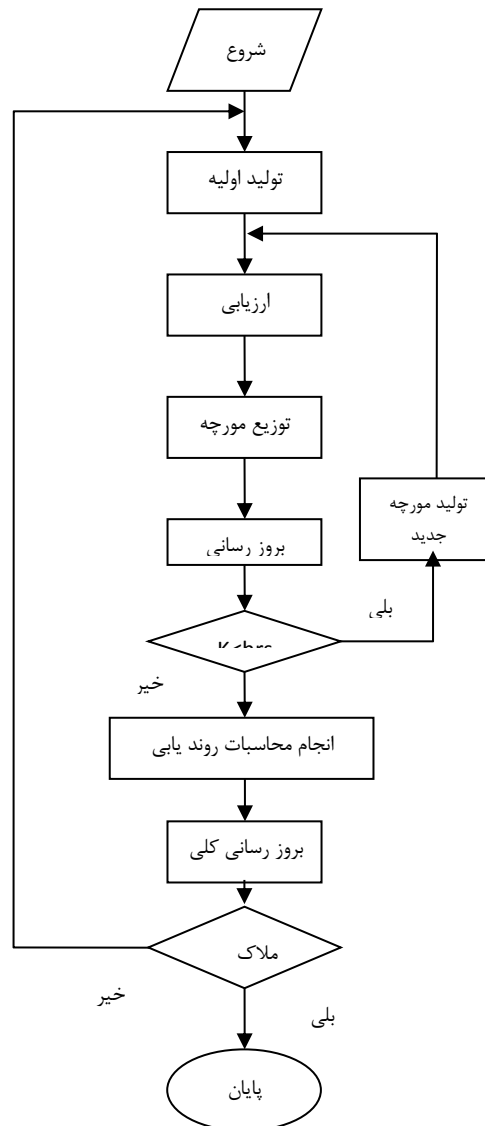 شروع
تولید اولیه
ارزیابی
توزیع مورچه
تولید مورچه
جدید
بروز رسانی
بلی
خیر
انجام محاسبات روند یابی
بروز رسانی کلی
ملاک
خیر
بلی
پایان